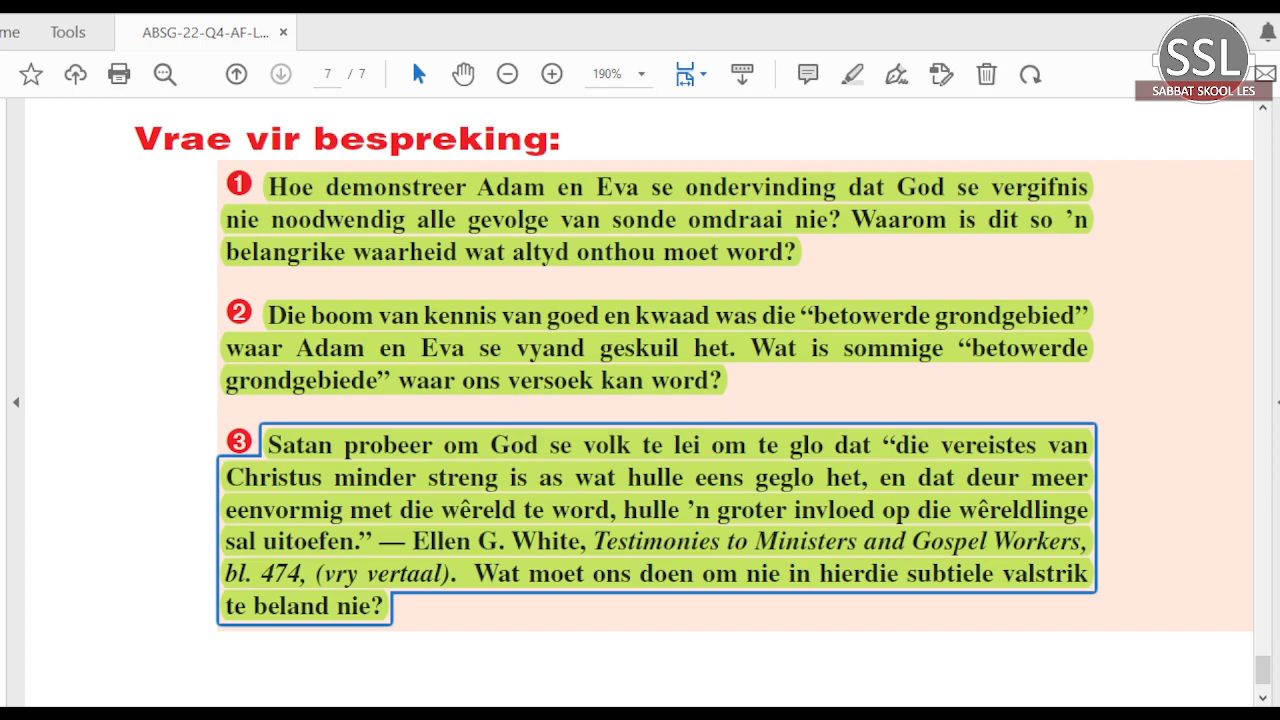 me Tools ABSG-22-Q4-AF-L... ×
SSL
SABBAT SKOOL LES
7 / 7 190%
Vrae vir bespreking:
1 Hoe demonstreer Adam en Eva se ondervinding dat God se vergifnis
nie noodwendig alle gevolge van sonde omdraai nie? Waarom is dit so ’n
belangrike waarheid wat altyd onthou moet word?
2 Die boom van kennis van goed en kwaad was die “betowerde grondgebied”
waar Adam en Eva se vyand geskuil het. Wat is sommige “betowerde
grondgebiede” waar ons versoek kan word?
3 Satan probeer om God se volk te lei om te glo dat “die vereistes van
Christus minder streng is as wat hulle eens geglo het, en dat deur meer
eenvormig met die wêreld te word, hulle ’n groter invloed op die wêreldlinge
sal uitoefen.” — Ellen G. White, Testimonies to Ministers and Gospel Workers,
bl. 474, (vry vertaal). Wat moet ons doen om nie in hierdie subtiele valstrik
te beland nie?